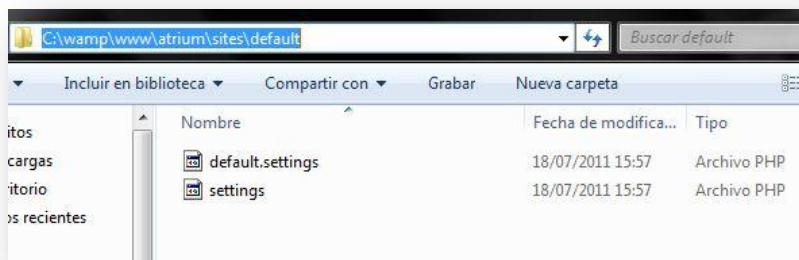 C:\wamp\www\atrium\sites\default
Buscar default
Incluir en biblioteca
Compartir con
Grabar
Nueva carpeta
Nombre
Fecha de modifica...
Tipo
itos
cargas
ritorio
os recientes
default.settings
18/07/2011 15:57
Archivo PHP
settings
18/07/2011 15:57
Archivo PHP